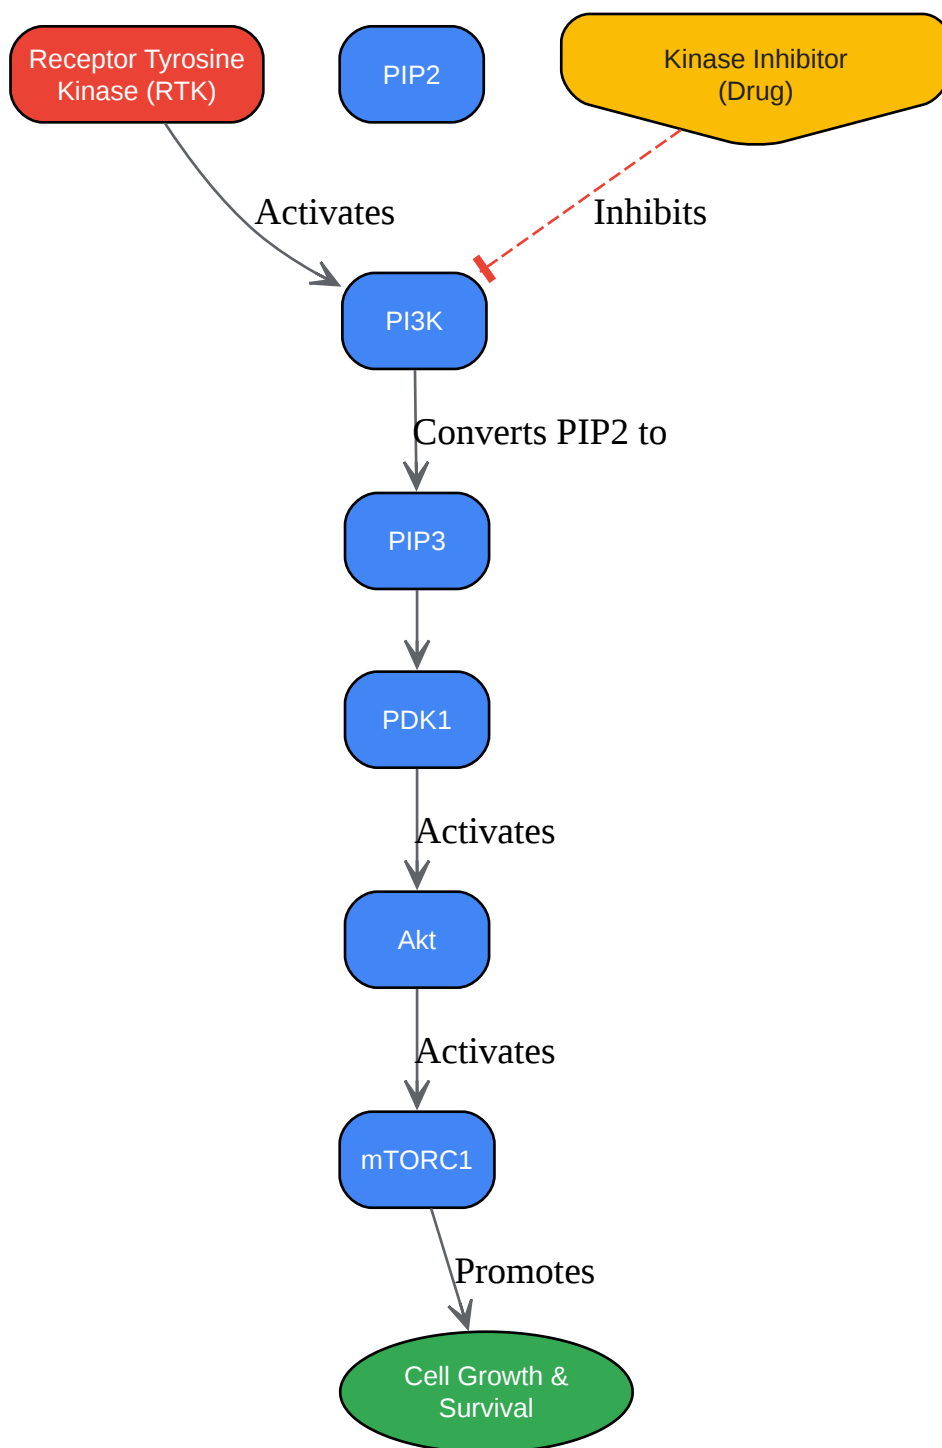 Receptor Tyrosine
Kinase (RTK)
PIP2
Kinase Inhibitor
(Drug)
Activates
Inhibits
PI3K
Converts PIP2 to
PIP3
PDK1
Activates
Akt
Activates
mTORC1
Promotes
Cell Growth &
Survival